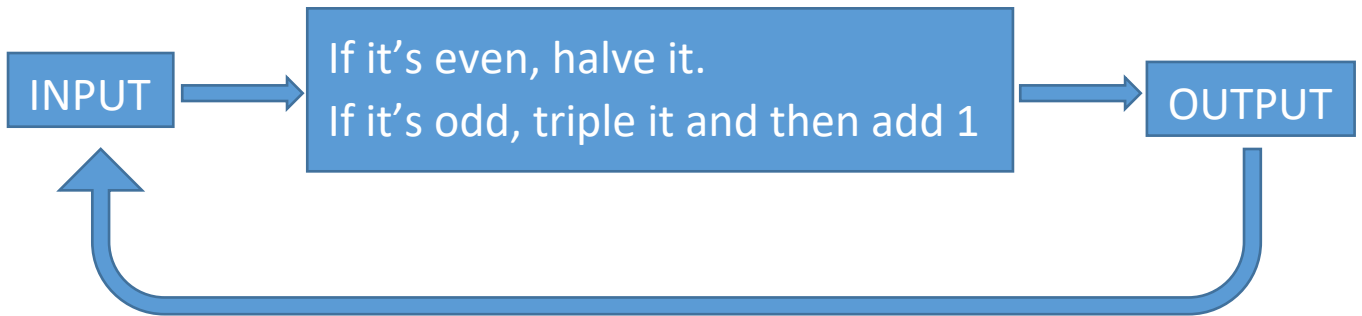 INPUT
If it’s even, halve it.
If it’s odd, triple it and then add 1
OUTPUT